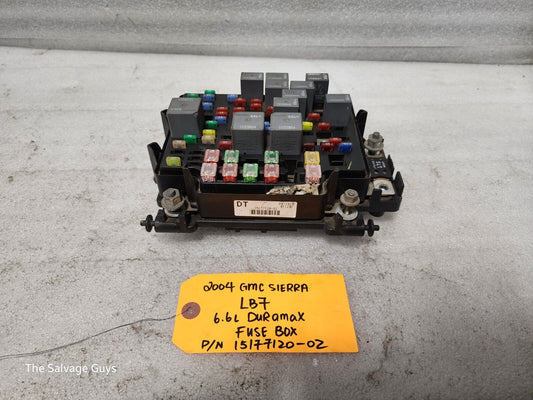 DT
2004 GMC SIERRA
LB7
6.6L DURAMAX
FUSE BOX
P/N 15177120-02
The Salvage Guys